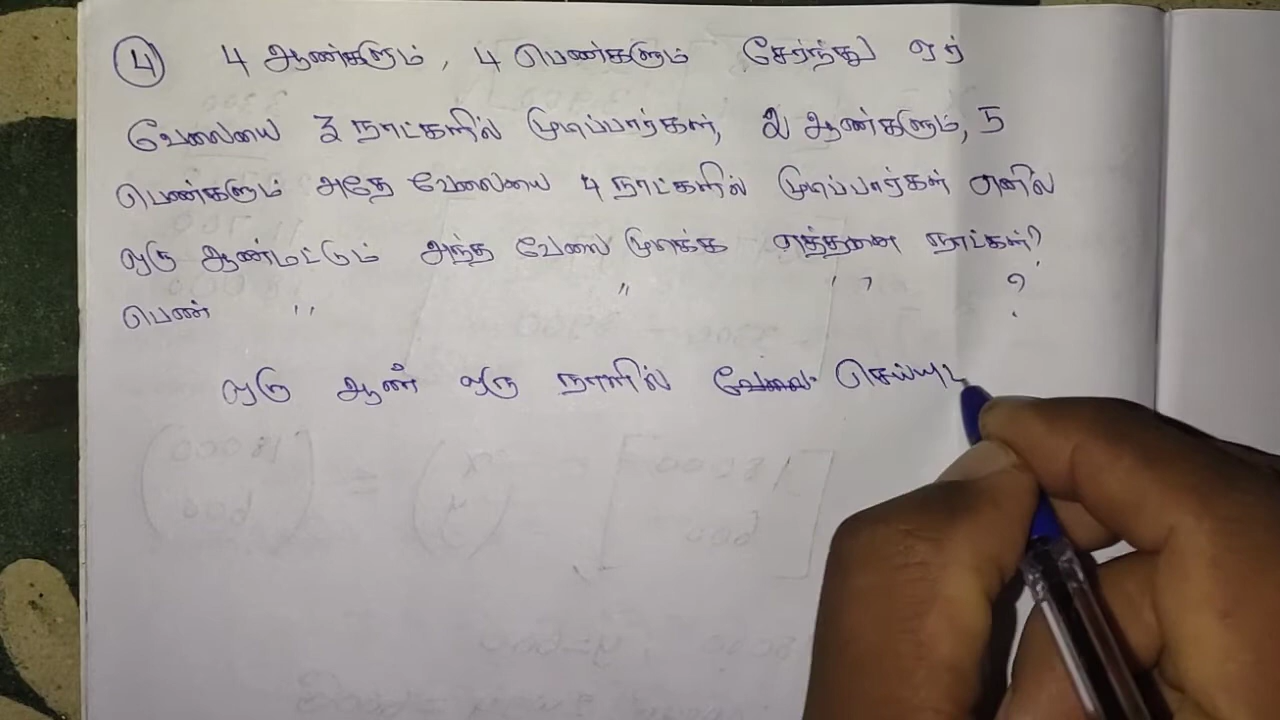 ④ 4 ஆண்களும், 4 பெண்களும் சேர்ந்து ஓர்
வேலையை 3 நாட்களில் முடிப்பார்கள், 2 ஆண்களும், 5
பெண்களும் அதே வேலையை 4 நாட்களில் முடிப்பார்கள் எனில்
ஒரு ஆண்மட்டும் அந்த வேலை முடிக்க எத்தனை நாட்கள்?
பெண் " " " ?
ஒரு ஆண் ஒரு நாளில் வேலை செய்யு